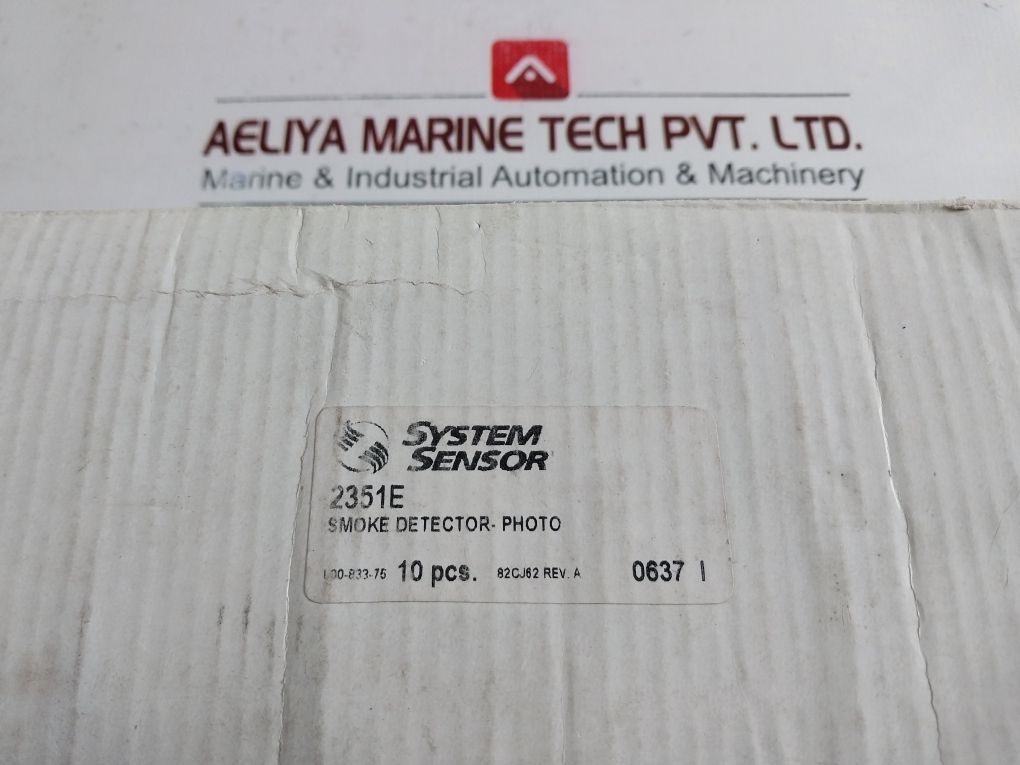 AELIYA MARINE TECH PVT. LTD.
Marine & Industrial Automation & Machinery
SYSTEM
SENSOR
2351E
SMOKE DETECTOR- PHOTO
10 pcs. 82CJ62 REV. A 0637 I